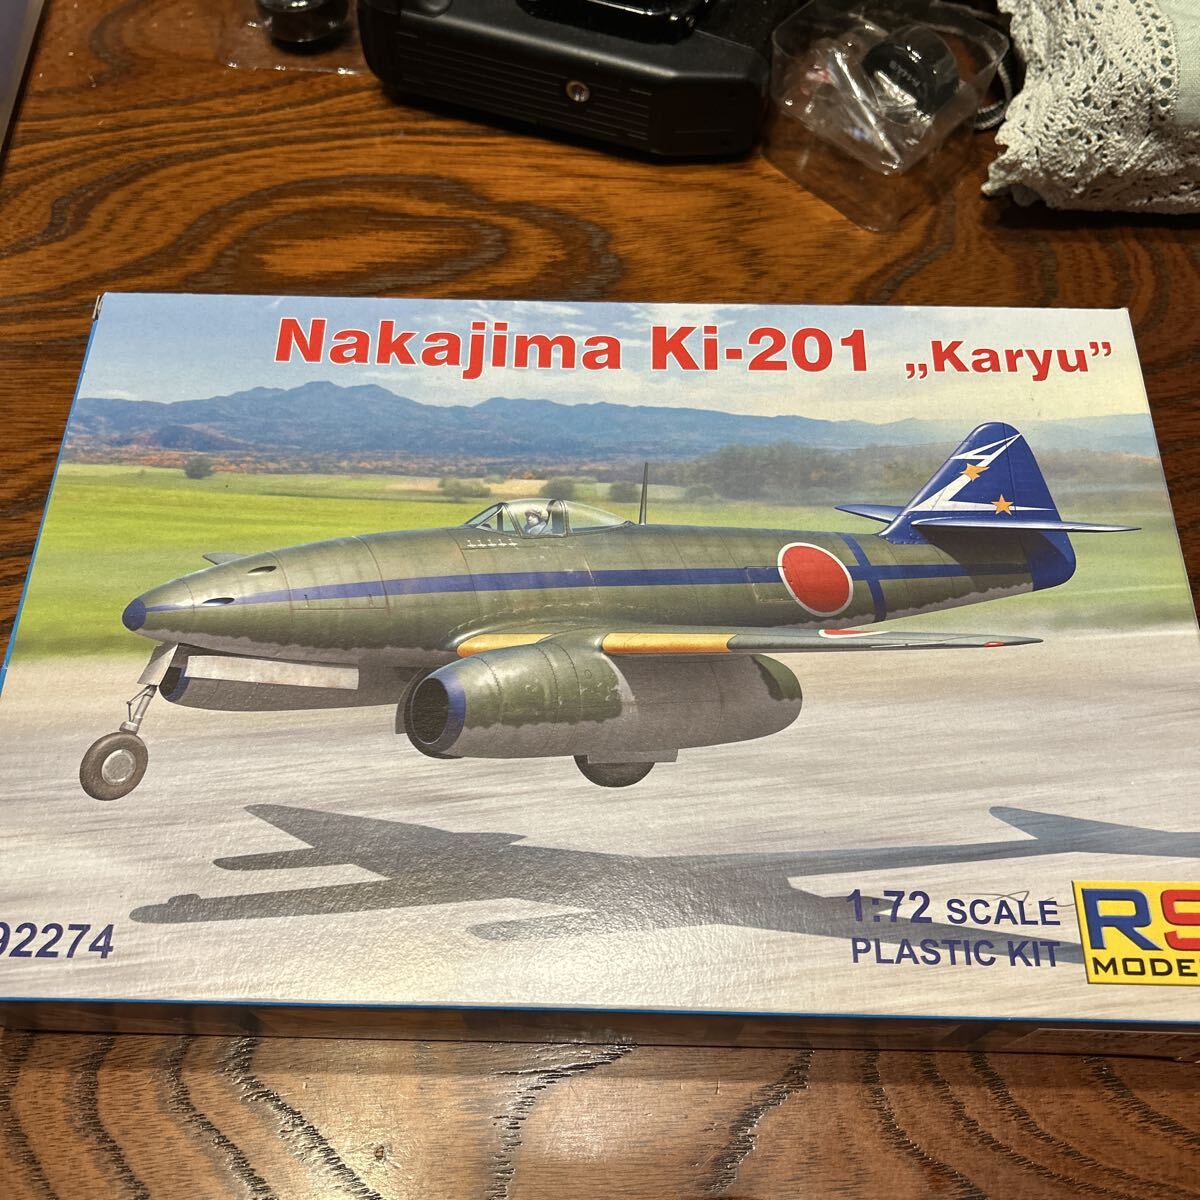 Nakajima Ki-201 „Karyu”
92274
1:72 SCALE
PLASTIC KIT
RS
MODE